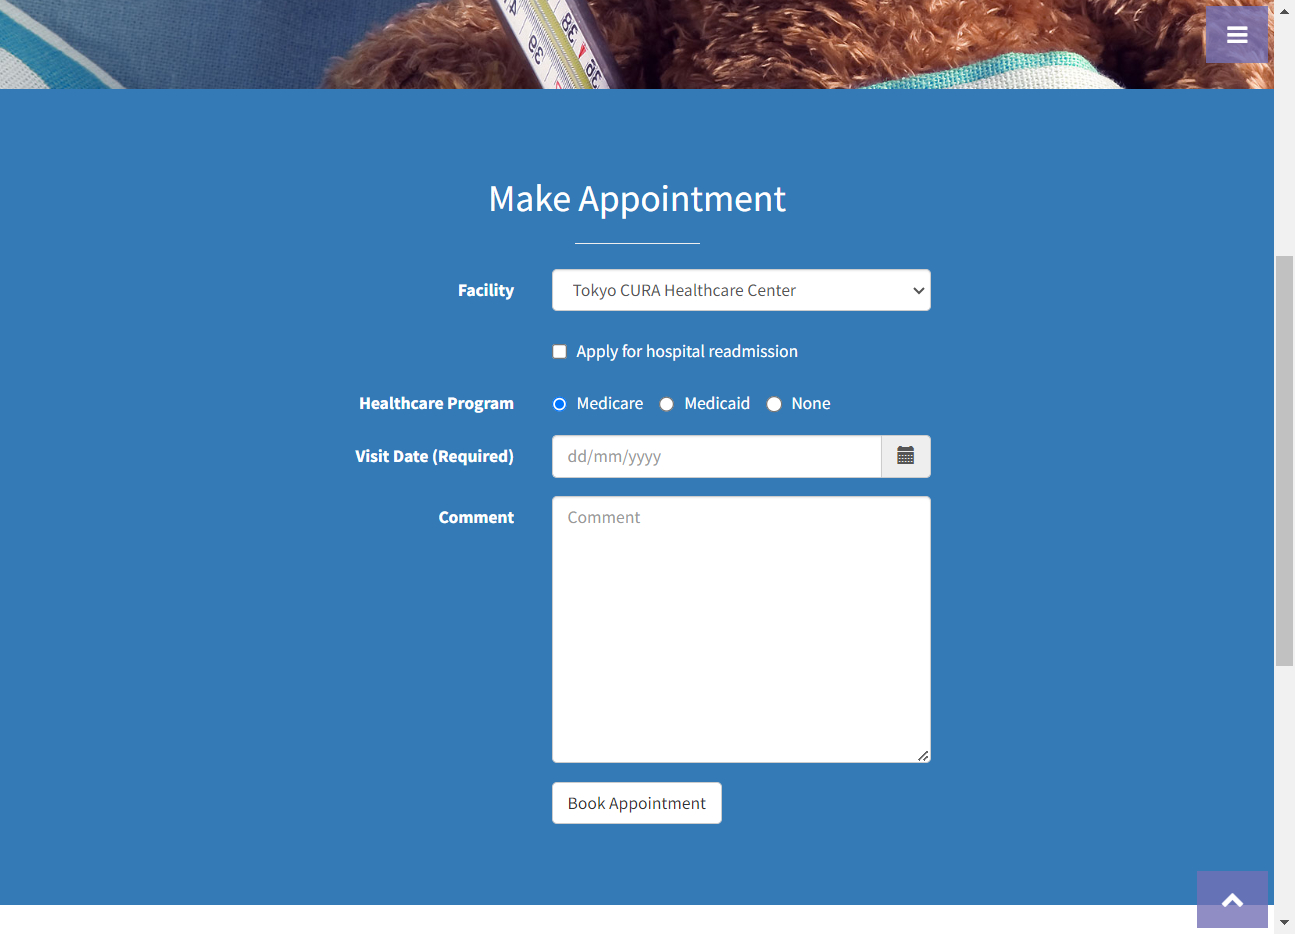 Make Appointment
Facility
Tokyo CURA Healthcare Center
Apply for hospital readmission
Healthcare Program
Medicare Medicaid None
Visit Date (Required)
dd/mm/yyyy
Comment
Comment
Book Appointment